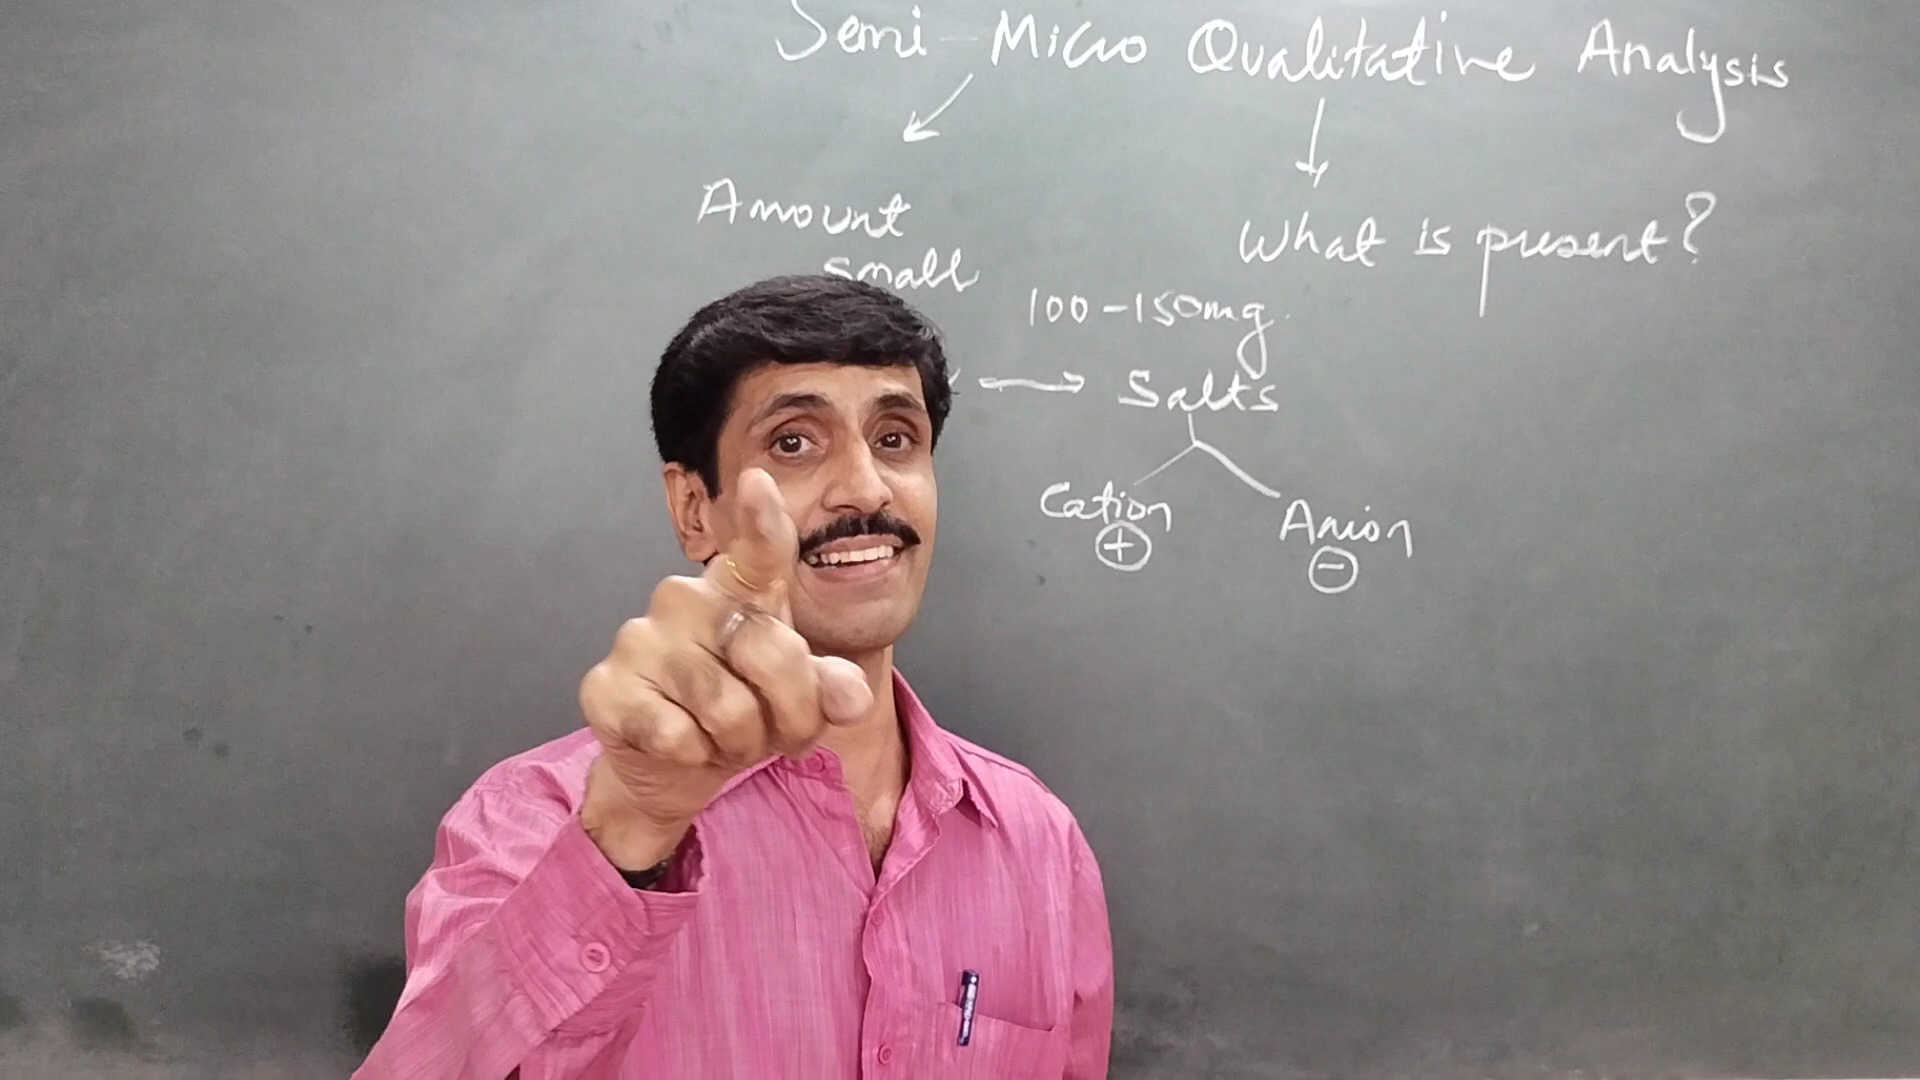 Semi-Micro Qualitative Analysis
Amount
small
What is present?
100-150mg.
Salts
Cation
+
Anion
-